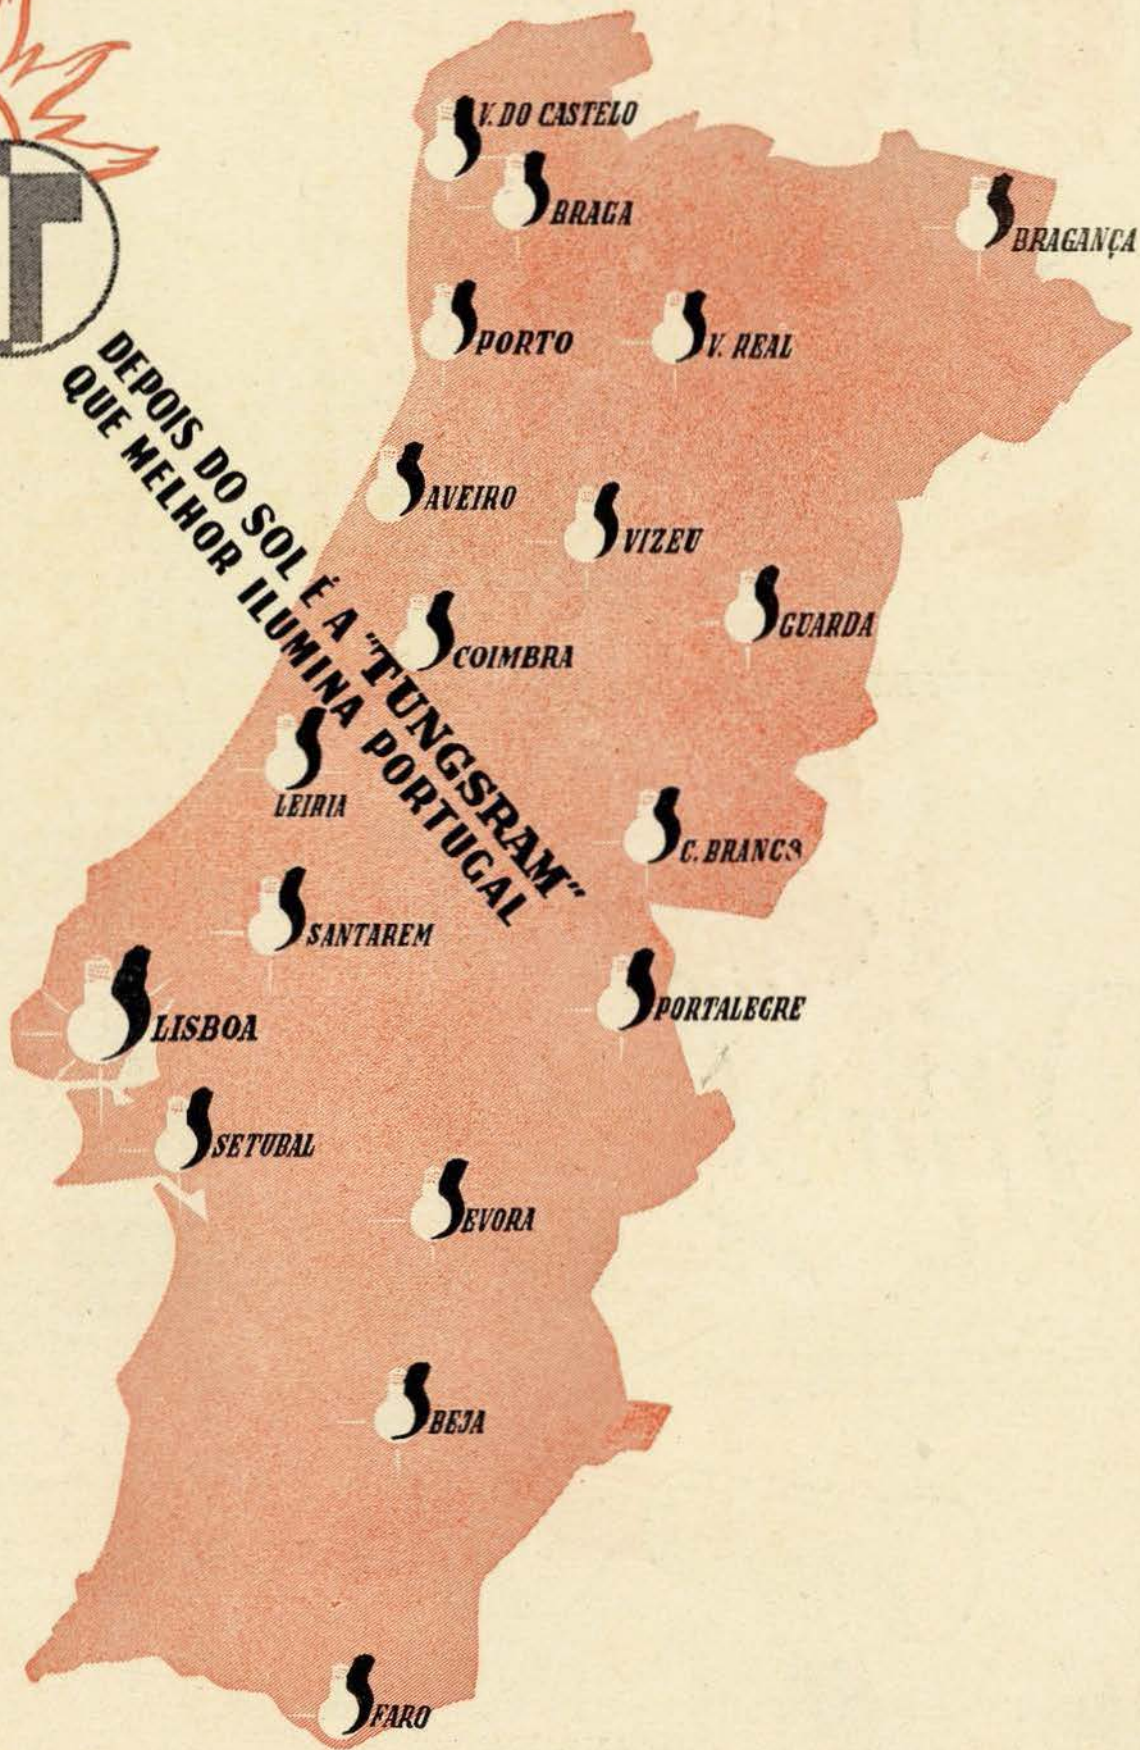 V. DO CASTELO
BRAGA
BRAGANÇA
PORTO
V. REAL
DEPOIS DO SOL É A "TUNGSRAM"
QUE MELHOR ILUMINA PORTUGAL
AVEIRO
VIZEU
GUARDA
COIMBRA
LEIRIA
C. BRANCO
SANTAREM
PORTALEGRE
LISBOA
SETUBAL
EVORA
BEJA
FARO
T